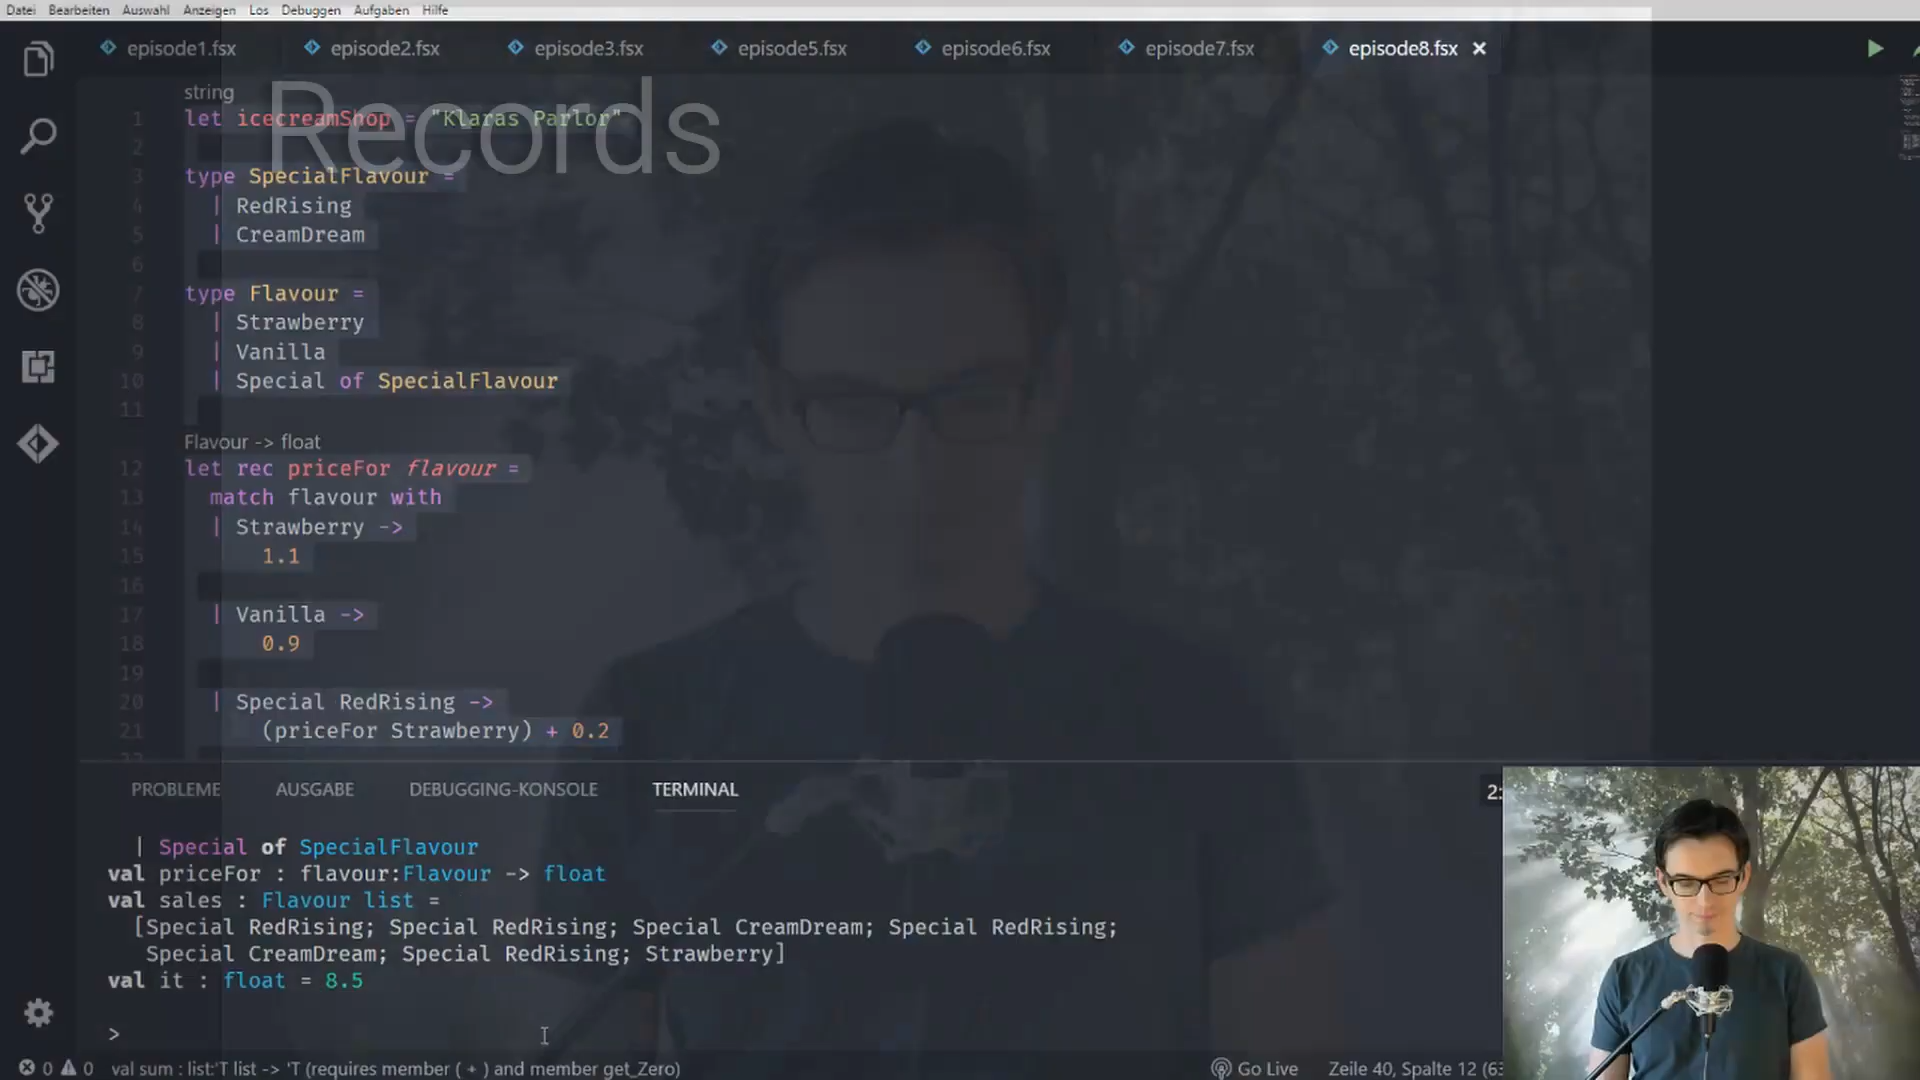 Datei Bearbeiten Auswahl Anzeigen Los Debuggen Aufgaben Hilfe
episode1.fsx episode2.fsx episode3.fsx episode5.fsx episode6.fsx episode7.fsx episode8.fsx
Records
string
1 let icecreamShop = "Klaras Parlor"
2
3 type SpecialFlavour =
4 | RedRising
5 | CreamDream
6
7 type Flavour =
8 | Strawberry
9 | Vanilla
10 | Special of SpecialFlavour
11
Flavour -> float
12 let rec priceFor flavour =
13 match flavour with
14 | Strawberry ->
15 1.1
16
17 | Vanilla ->
18 0.9
19
20 | Special RedRising ->
21 (priceFor Strawberry) + 0.2
PROBLEME AUSGABE DEBUGGING-KONSOLE TERMINAL 2:
| Special of SpecialFlavour
val priceFor : flavour:Flavour -> float
val sales : Flavour list =
[Special RedRising; Special RedRising; Special CreamDream; Special RedRising;
Special CreamDream; Special RedRising; Strawberry]
val it : float = 8.5
>
0 0 val sum : list:'T list -> 'T (requires member ( + ) and member get_Zero) Go Live Zeile 40, Spalte 12 (63